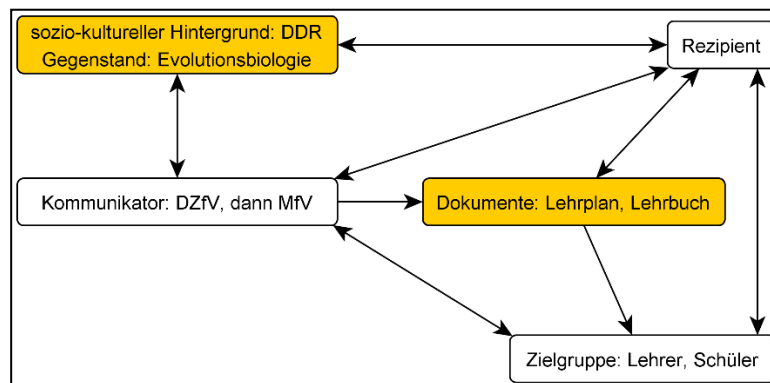 sozio-kultureller Hintergrund: DDR
Gegenstand: Evolutionsbiologie
Rezipient
Kommunikator: DZfV, dann MfV
Dokumente: Lehrplan, Lehrbuch
Zielgruppe: Lehrer, Schüler